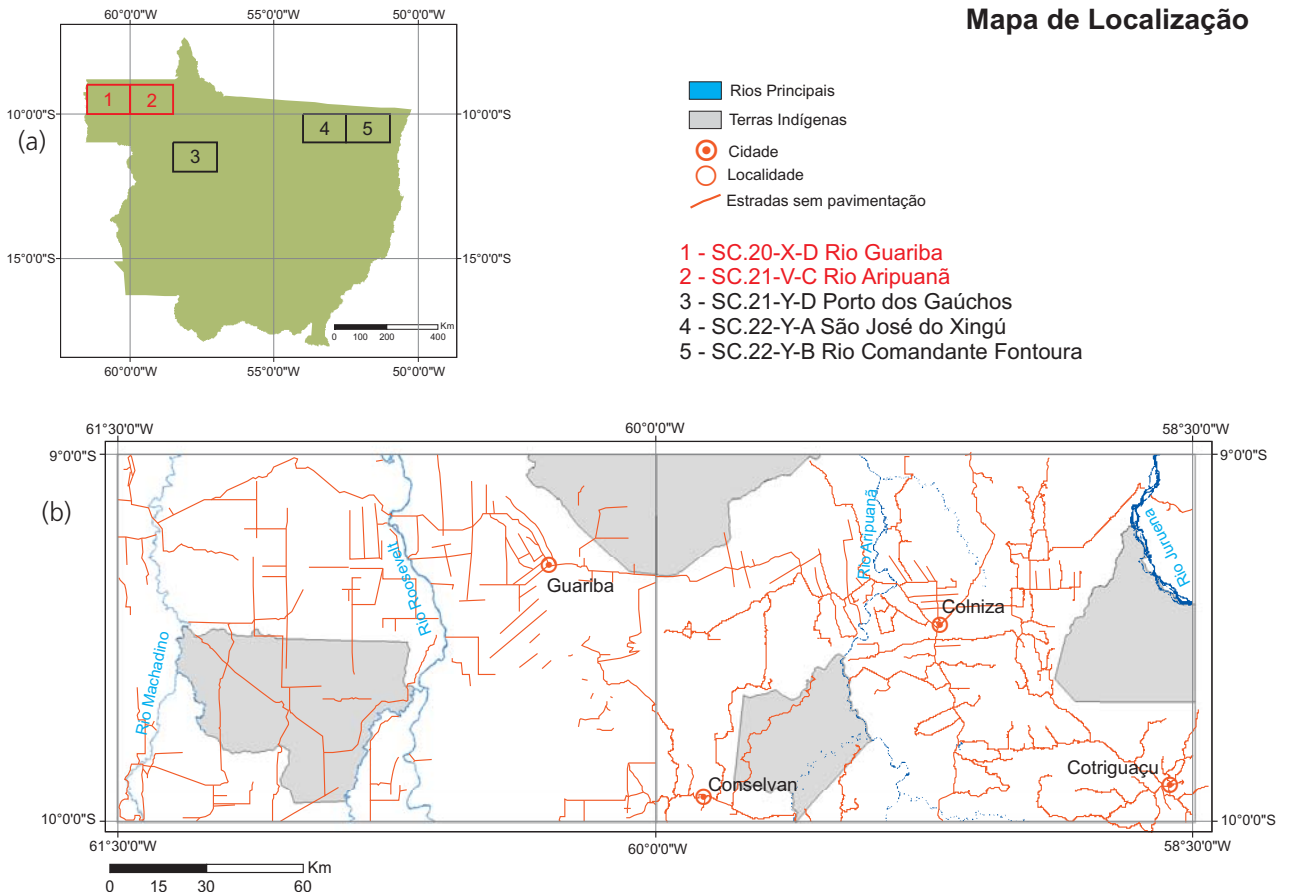 Mapa de Localização
60°0'0"W 55°0'0"W 50°0'0"W
10°0'0"S 10°0'0"S
(a)
1 2
4 5
3
15°0'0"S 15°0'0"S
Km
0 100 200 400
60°0'0"W 55°0'0"W 50°0'0"W
Rios Principais
Terras Indígenas
Cidade
Localidade
Estradas sem pavimentação
1 - SC.20-X-D Rio Guariba
2 - SC.21-V-C Rio Aripuanã
3 - SC.21-Y-D Porto dos Gaúchos
4 - SC.22-Y-A São José do Xingú
5 - SC.22-Y-B Rio Comandante Fontoura
61°30'0"W 60°0'0"W 58°30'0"W
9°0'0"S 9°0'0"S
(b)
Rio Aripuanã
Rio Juruena
Rio Roosevelt
Guariba
Colniza
Rio Machadino
Conselvan
Cotriguaçu
10°0'0"S 10°0'0"S
61°30'0"W 60°0'0"W 58°30'0"W
Km
0 15 30 60